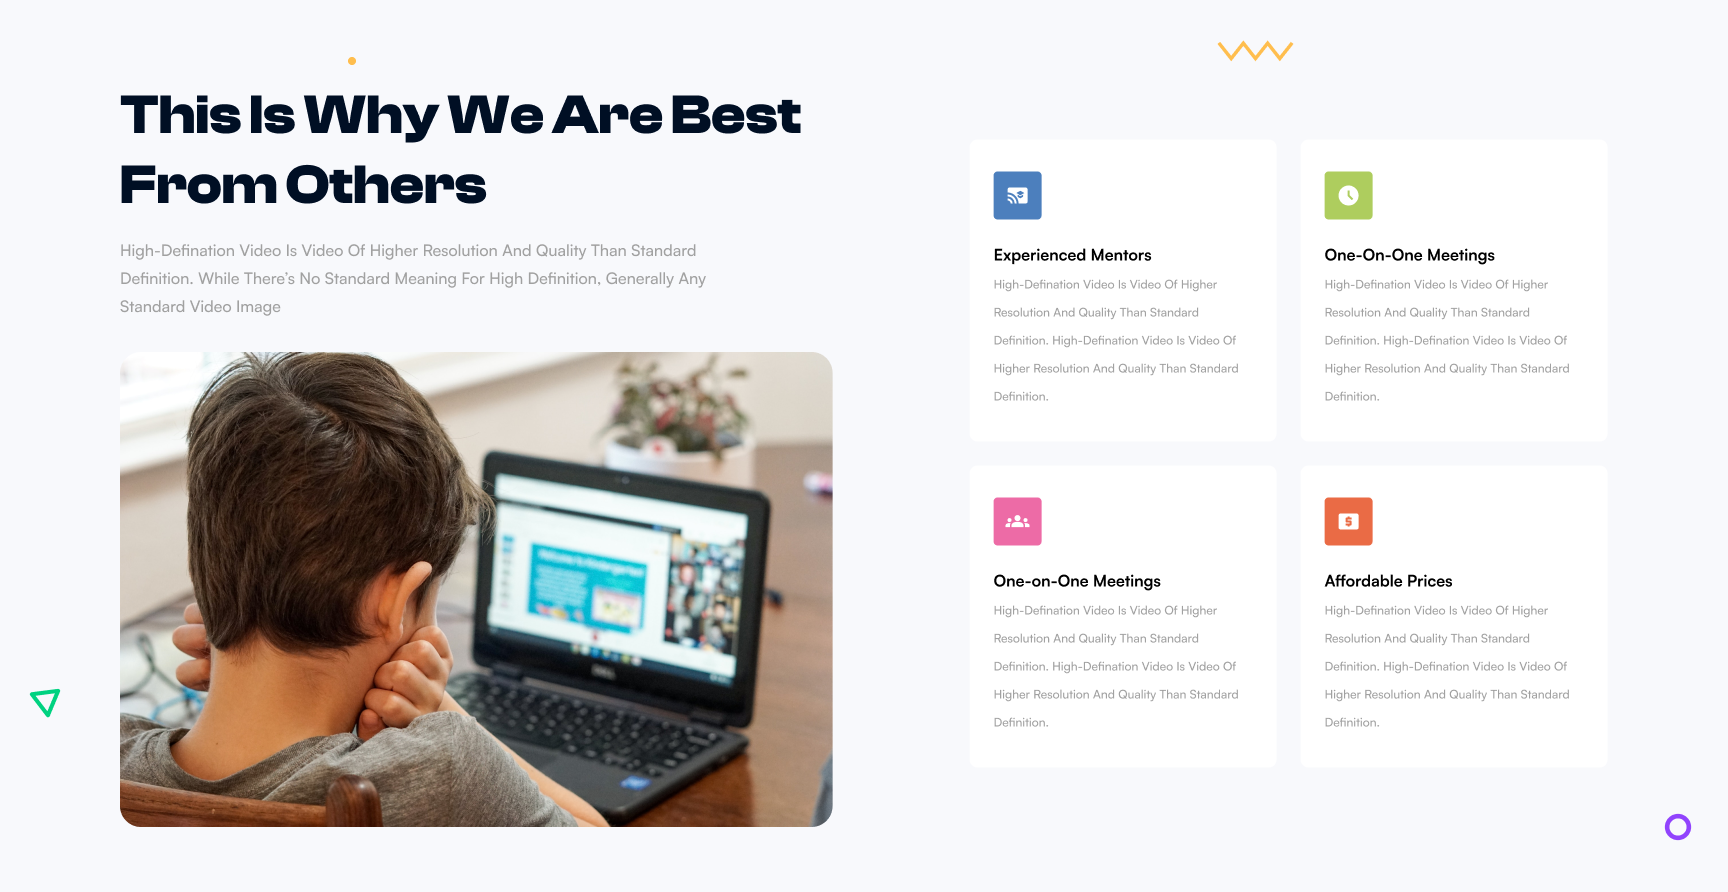 This Is Why We Are Best
From Others
High-Defination Video Is Video Of Higher Resolution And Quality Than Standard
Definition. While There's No Standard Meaning For High Definition, Generally Any
Standard Video Image
Experienced Mentors
High-Defination Video Is Video Of Higher
Resolution And Quality Than Standard
Definition. High-Defination Video Is Video Of
Higher Resolution And Quality Than Standard
Definition.
One-On-One Meetings
High-Defination Video Is Video Of Higher
Resolution And Quality Than Standard
Definition. High-Defination Video Is Video Of
Higher Resolution And Quality Than Standard
Definition.
One-on-One Meetings
High-Defination Video Is Video Of Higher
Resolution And Quality Than Standard
Definition. High-Defination Video Is Video Of
Higher Resolution And Quality Than Standard
Definition.
Affordable Prices
High-Defination Video Is Video Of Higher
Resolution And Quality Than Standard
Definition. High-Defination Video Is Video Of
Higher Resolution And Quality Than Standard
Definition.